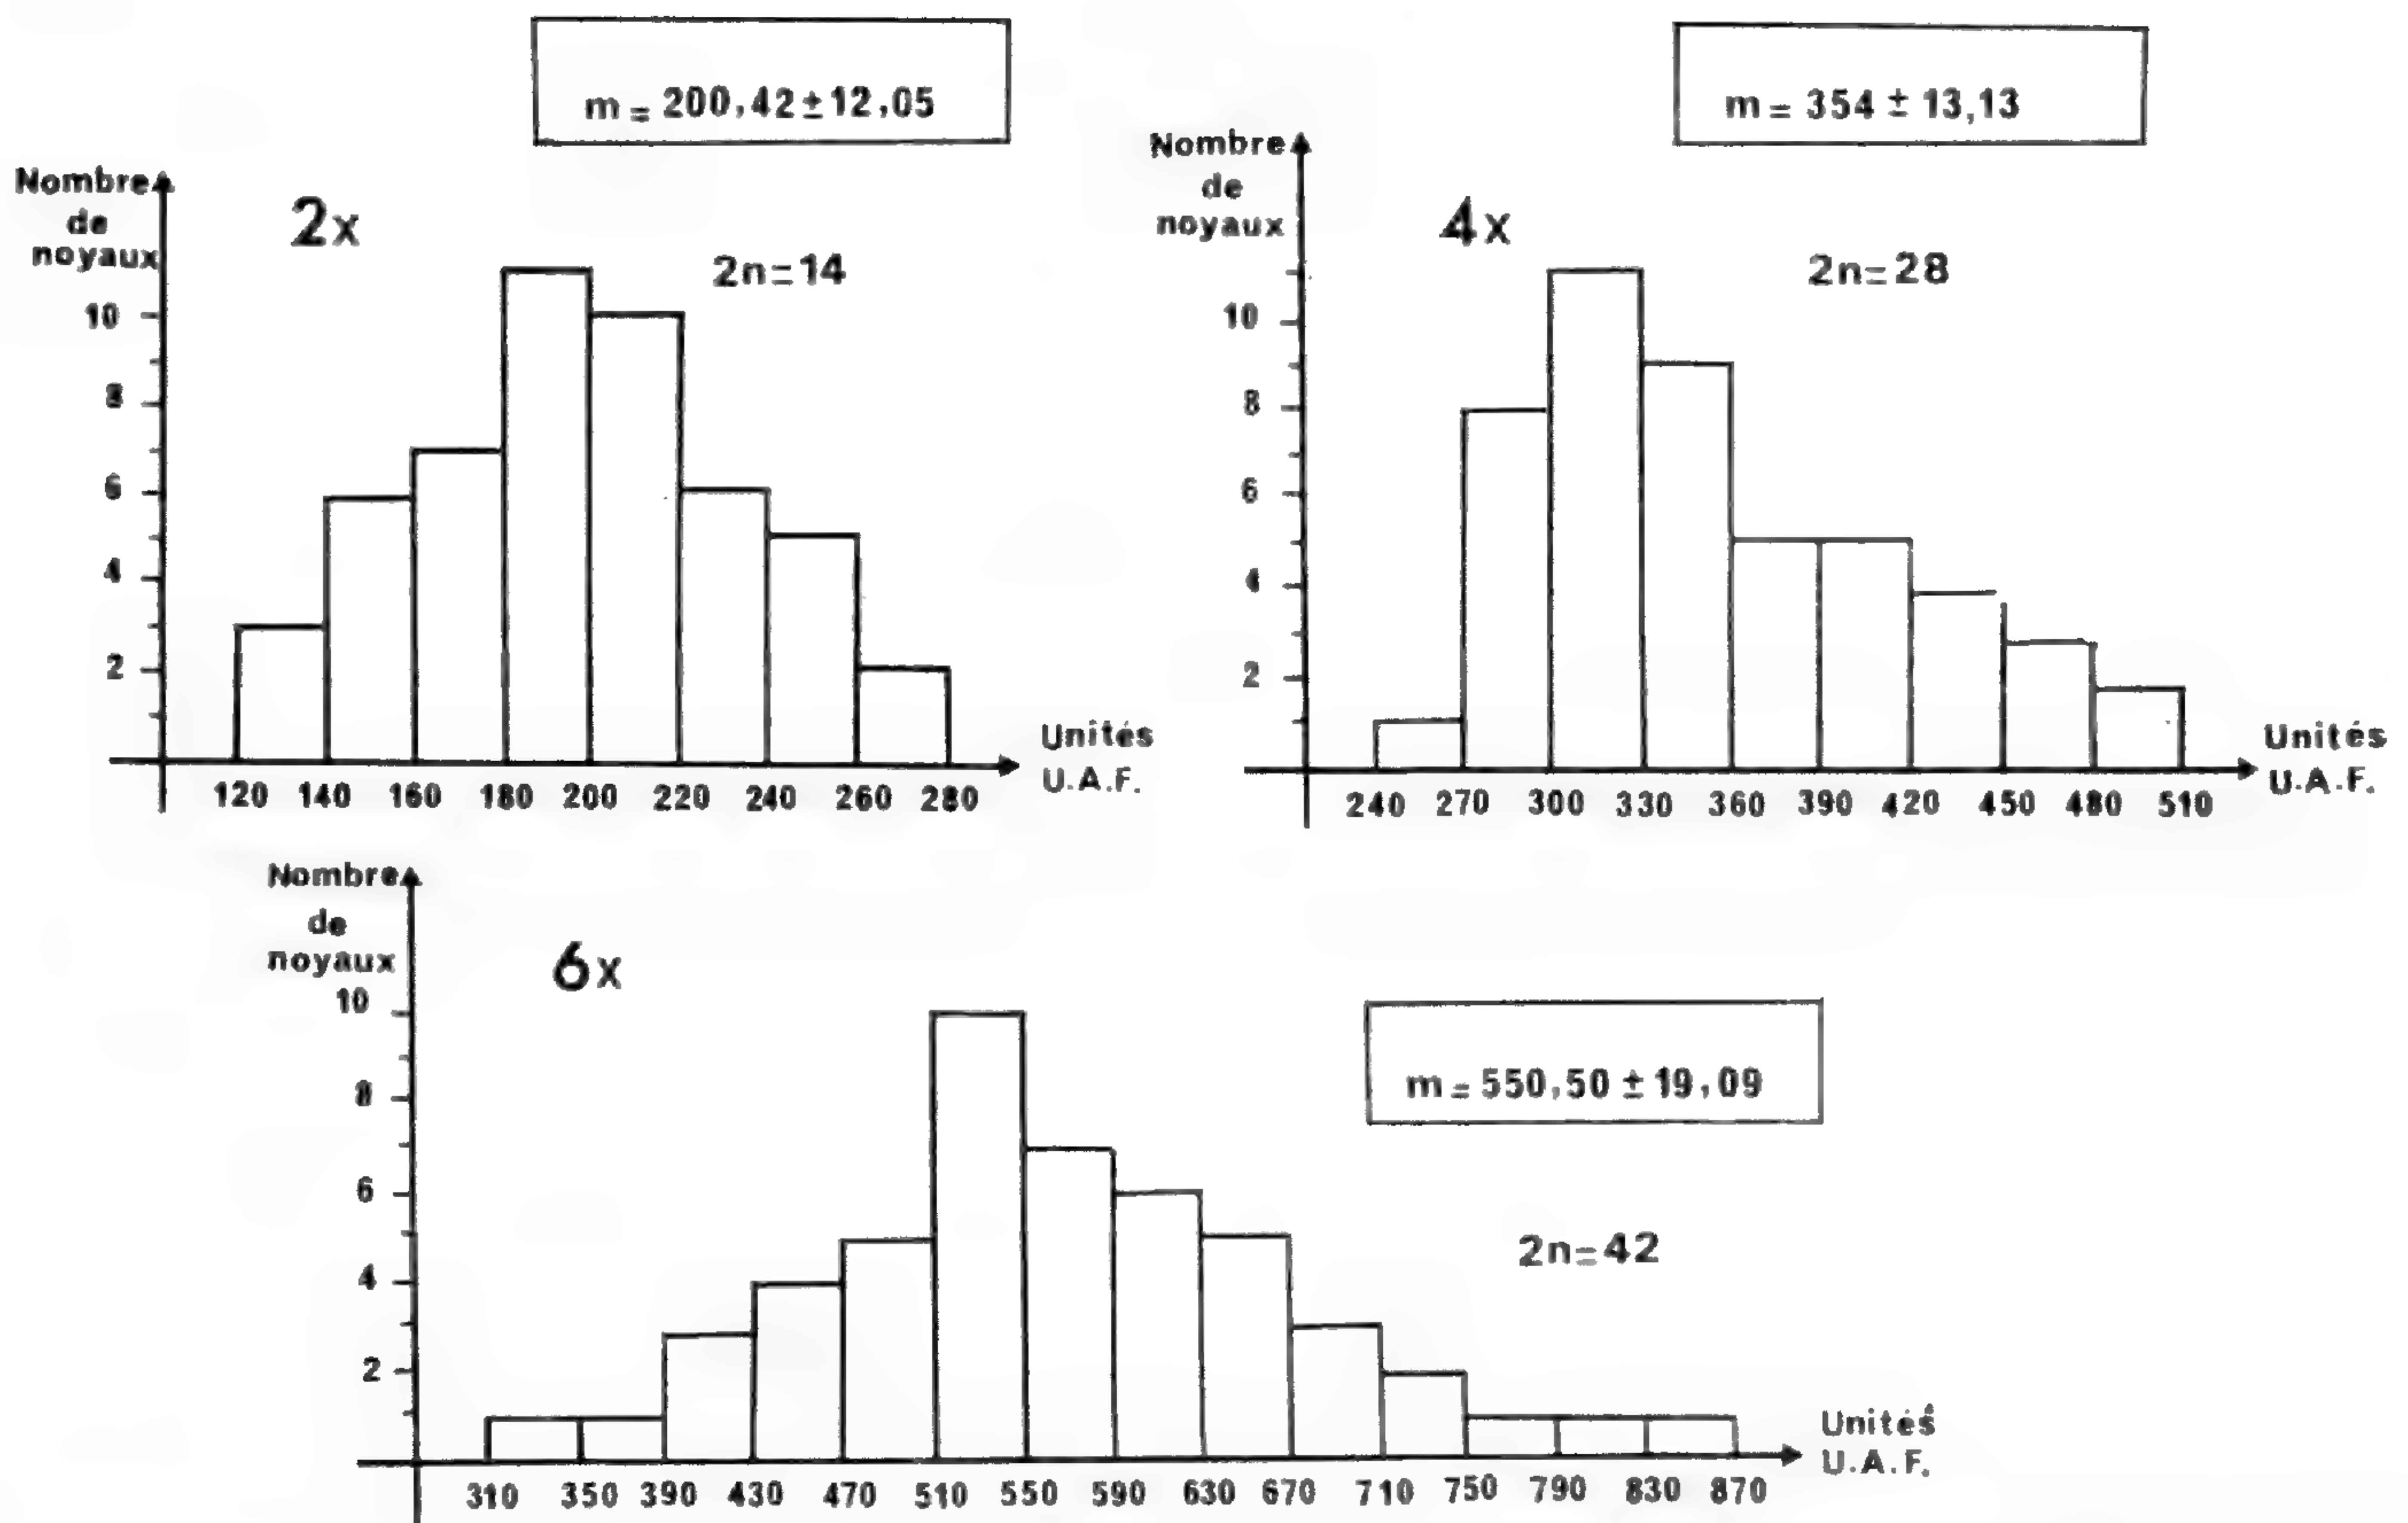 m = 200,42 ± 12,05
Nombre
de
noyaux
2x
2n=14
10
8
6
4
2
120 140 160 180 200 220 240 260 280
Unités
U.A.F.
m = 354 ± 13,13
Nombre
de
noyaux
4x
2n=28
10
8
6
4
2
240 270 300 330 360 390 420 450 480 510
Unités
U.A.F.
Nombre
de
noyaux
6x
10
8
6
4
2
m = 550,50 ± 19,09
2n=42
310 350 390 430 470 510 550 590 630 670 710 750 790 830 870
Unités
U.A.F.